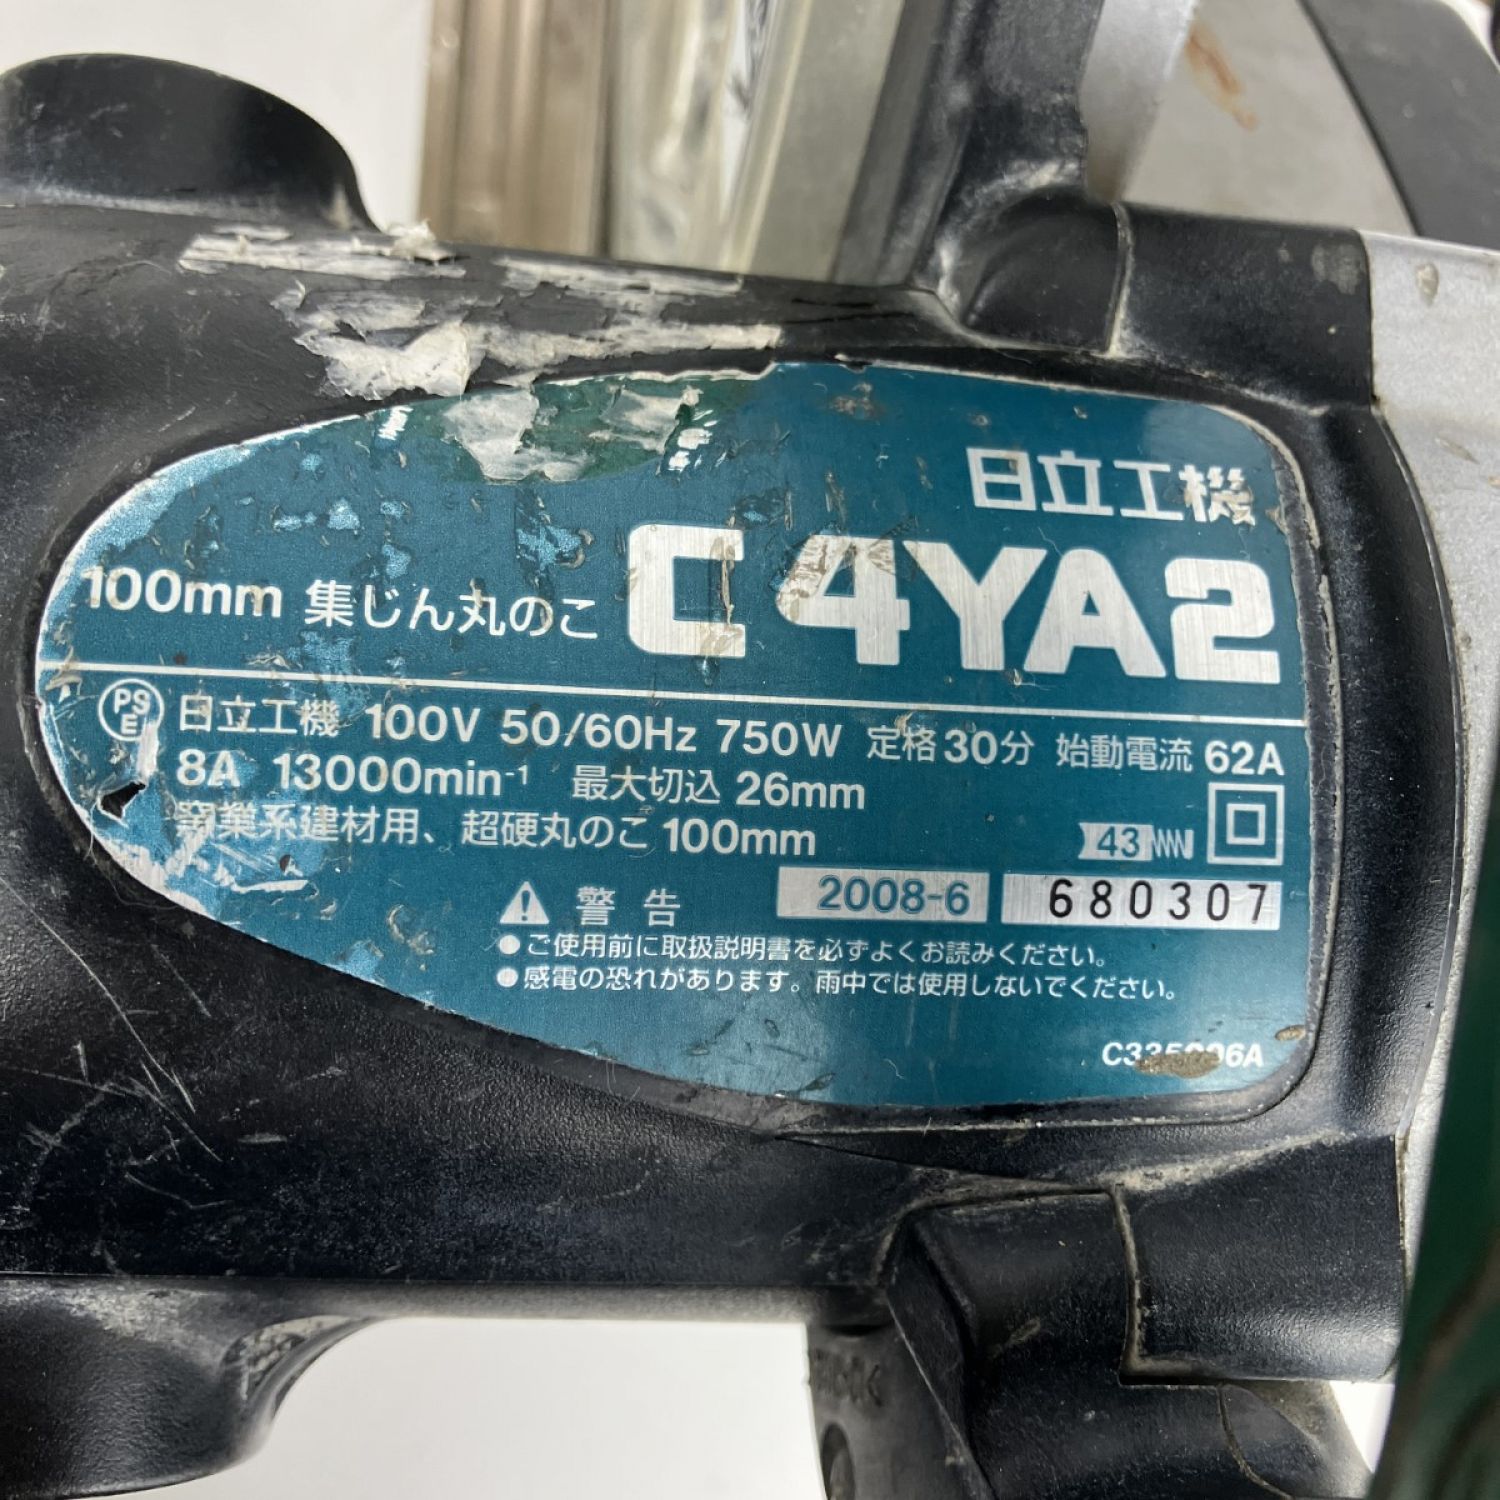 日立工機
100mm 集じん丸のこ C4YA2
PS E 日立工機 100V 50/60Hz 750W 定格30分 始動電流 62A
8A 13000min⁻¹ 最大切込 26mm
窯業系建材用、超硬丸のこ 100mm
43
警告 2008-6 680307
●ご使用前に取扱説明書を必ずよくお読みください。
●感電の恐れがあります。雨中では使用しないでください。